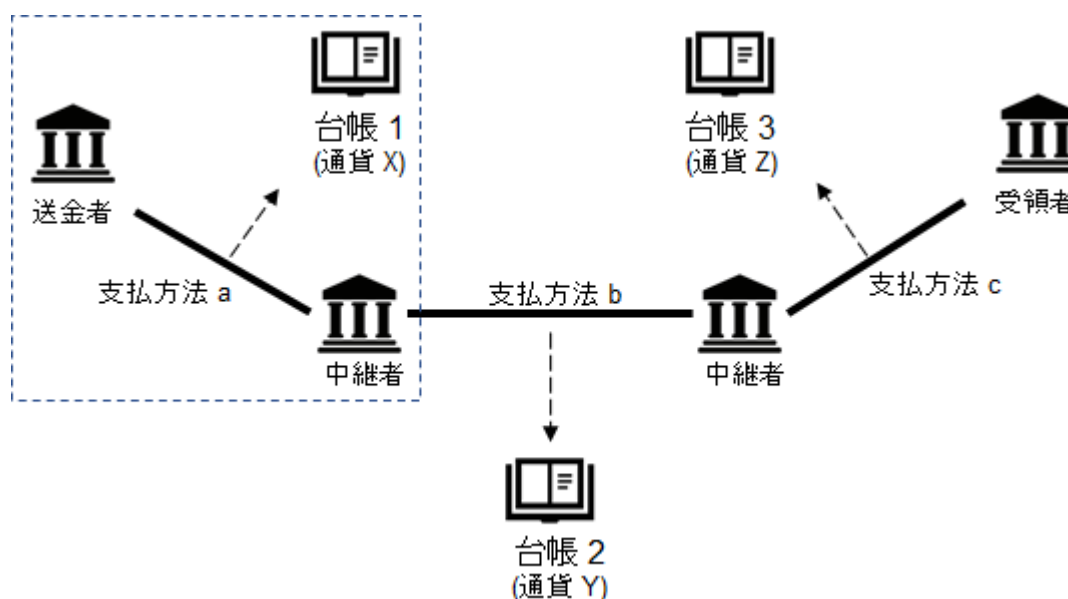 台帳 1
(通貨 X)
台帳 3
(通貨 Z)
送金者
受領者
支払方法 a
支払方法 b
支払方法 c
中継者
中継者
台帳 2
(通貨 Y)